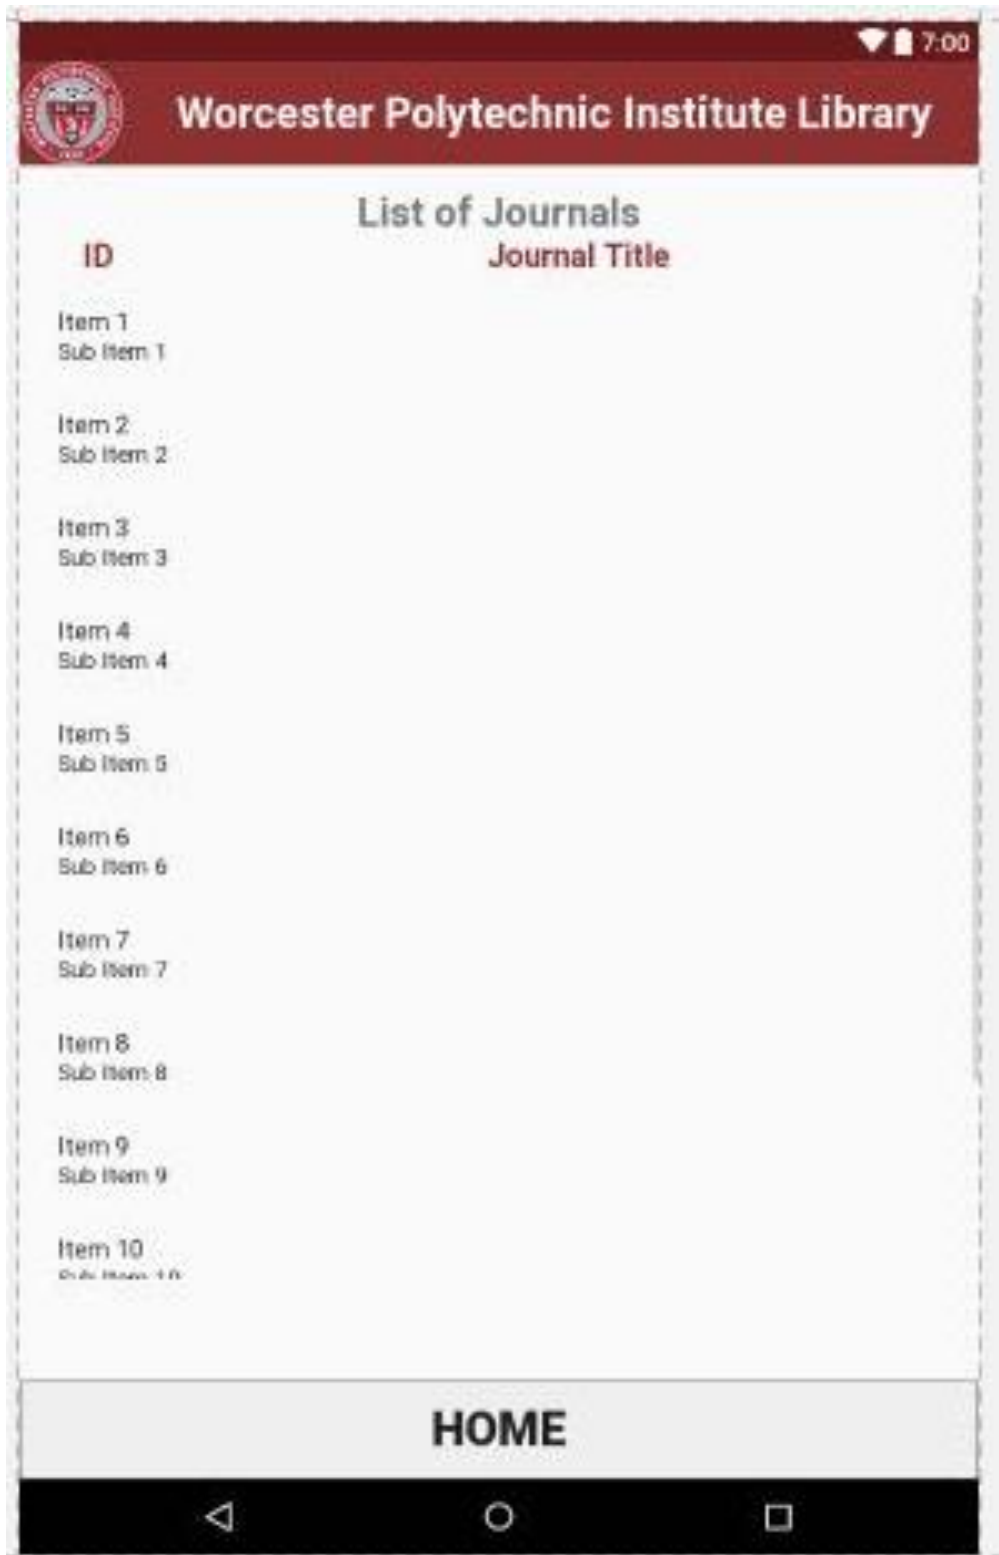 7:00
Worcester Polytechnic Institute Library
List of Journals
ID Journal Title
Item 1
Sub Item 1
Item 2
Sub Item 2
Item 3
Sub Item 3
Item 4
Sub Item 4
Item 5
Sub Item 5
Item 6
Sub Item 6
Item 7
Sub Item 7
Item 8
Sub Item 8
Item 9
Sub Item 9
Item 10
Sub Item 10
HOME